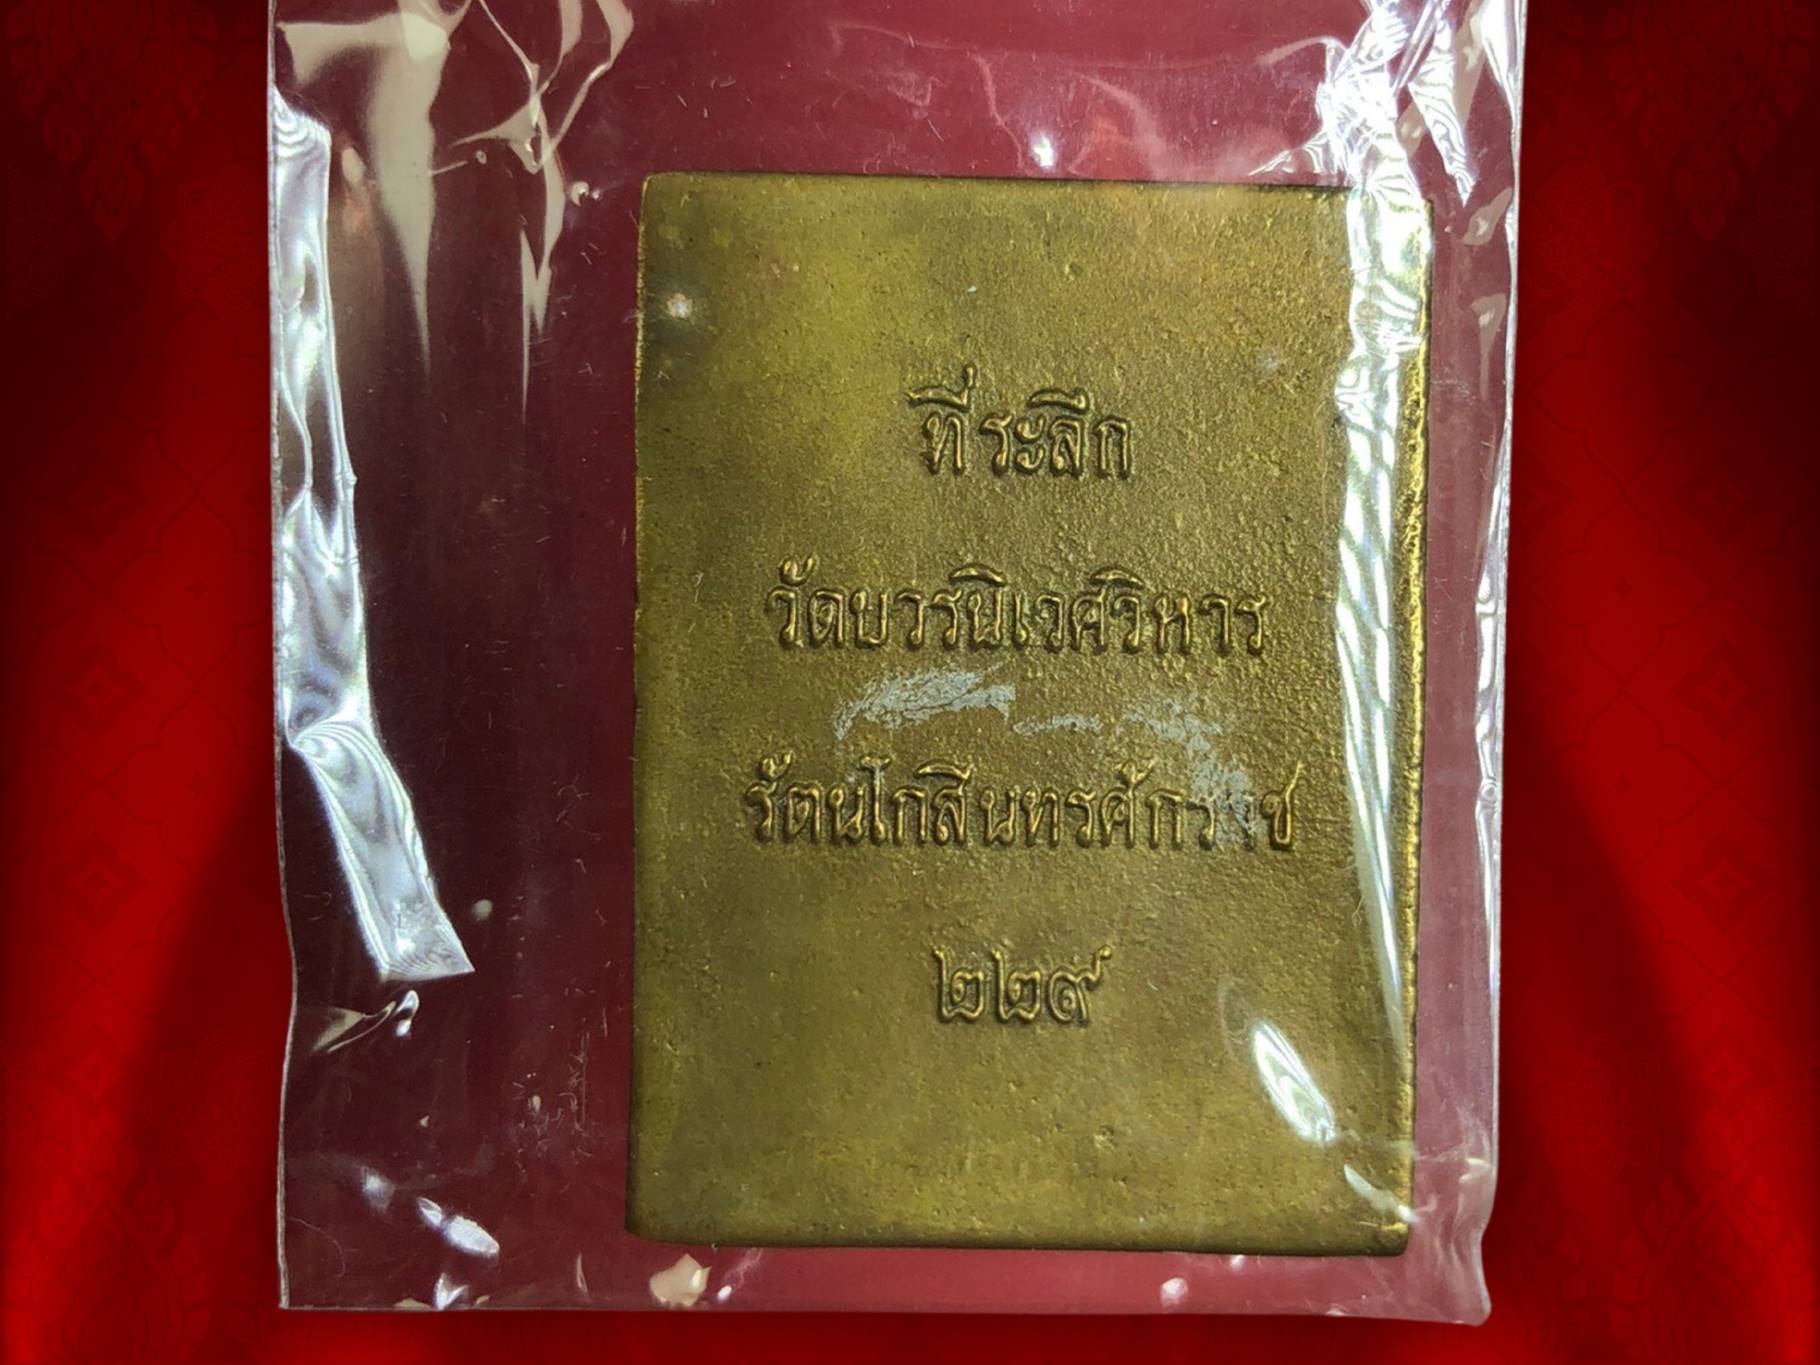 ที่ระลึก
วัดบวรนิเวศวิหาร
รัตนโกสินทรศักราช
๒๒๙